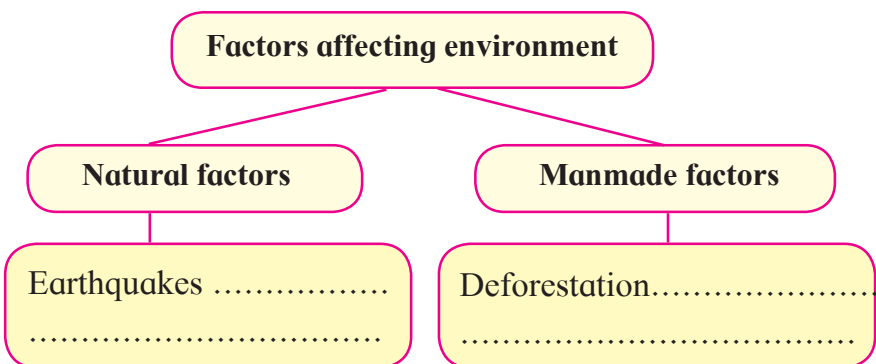 Factors affecting environment
Natural factors
Manmade factors
Earthquakes .................
..................................
Deforestation......................
......................................